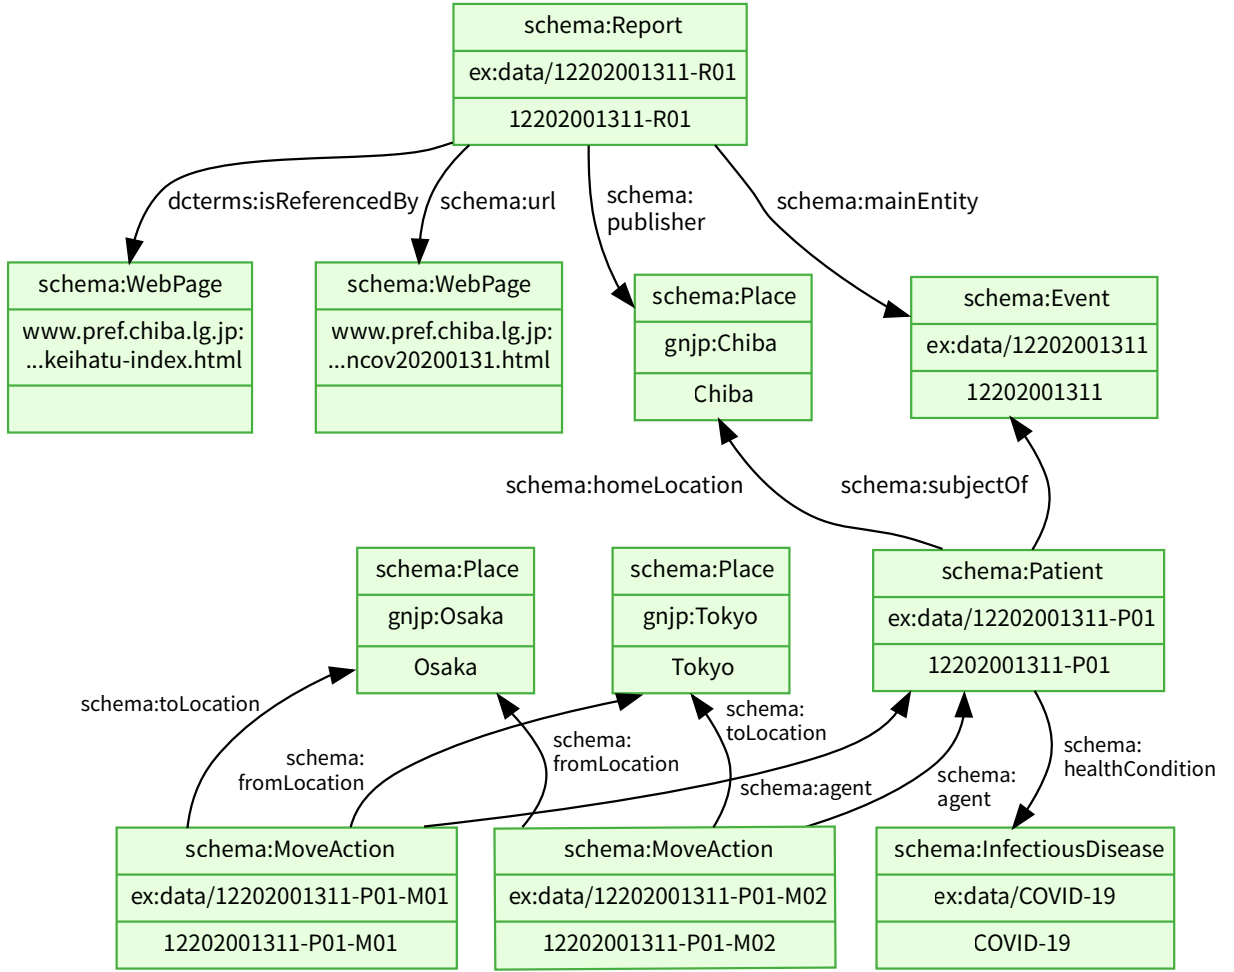 schema:Report
ex:data/12202001311-R01
12202001311-R01
dcterms:isReferencedBy
schema:url
schema:
publisher
schema:mainEntity
schema:WebPage
www.pref.chiba.lg.jp:
...keihatu-index.html
schema:WebPage
www.pref.chiba.lg.jp:
...ncov20200131.html
schema:Place
gnjp:Chiba
Chiba
schema:Event
ex:data/12202001311
12202001311
schema:homeLocation
schema:subjectOf
schema:Place
gnjp:Osaka
Osaka
schema:Place
gnjp:Tokyo
Tokyo
schema:Patient
ex:data/12202001311-P01
12202001311-P01
schema:toLocation
schema:
fromLocation
schema:
fromLocation
schema:
toLocation
schema:agent
schema:
agent
schema:
healthCondition
schema:MoveAction
ex:data/12202001311-P01-M01
12202001311-P01-M01
schema:MoveAction
ex:data/12202001311-P01-M02
12202001311-P01-M02
schema:InfectiousDisease
ex:data/COVID-19
COVID-19